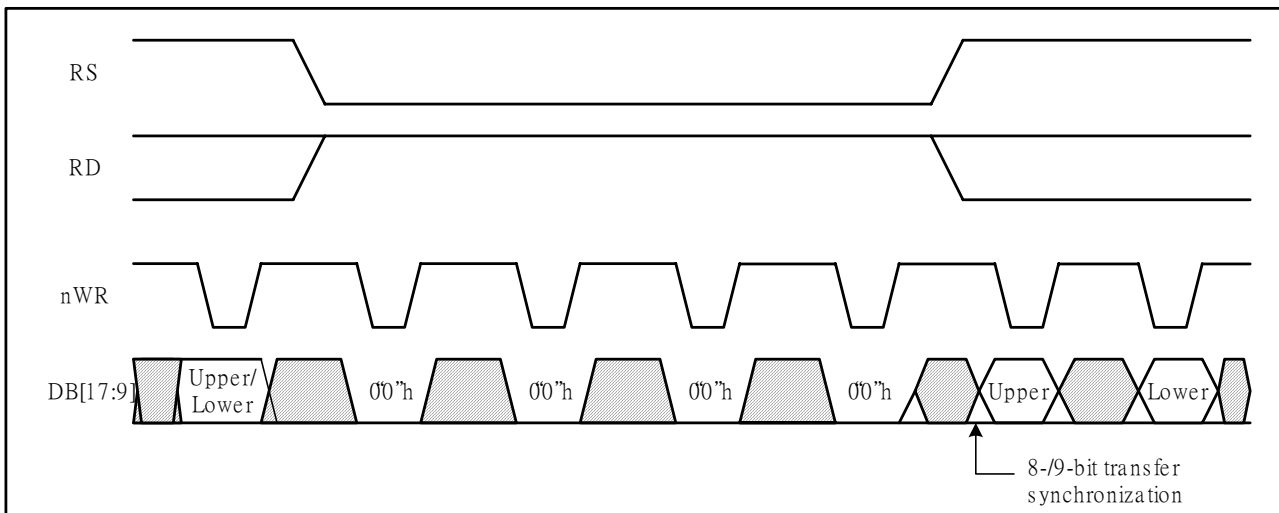 RS
RD
nWR
DB[17:9]
Upper/
Lower
"00"h
"00"h
"00"h
"00"h
Upper
Lower
8-/9-bit transfer
synchronization